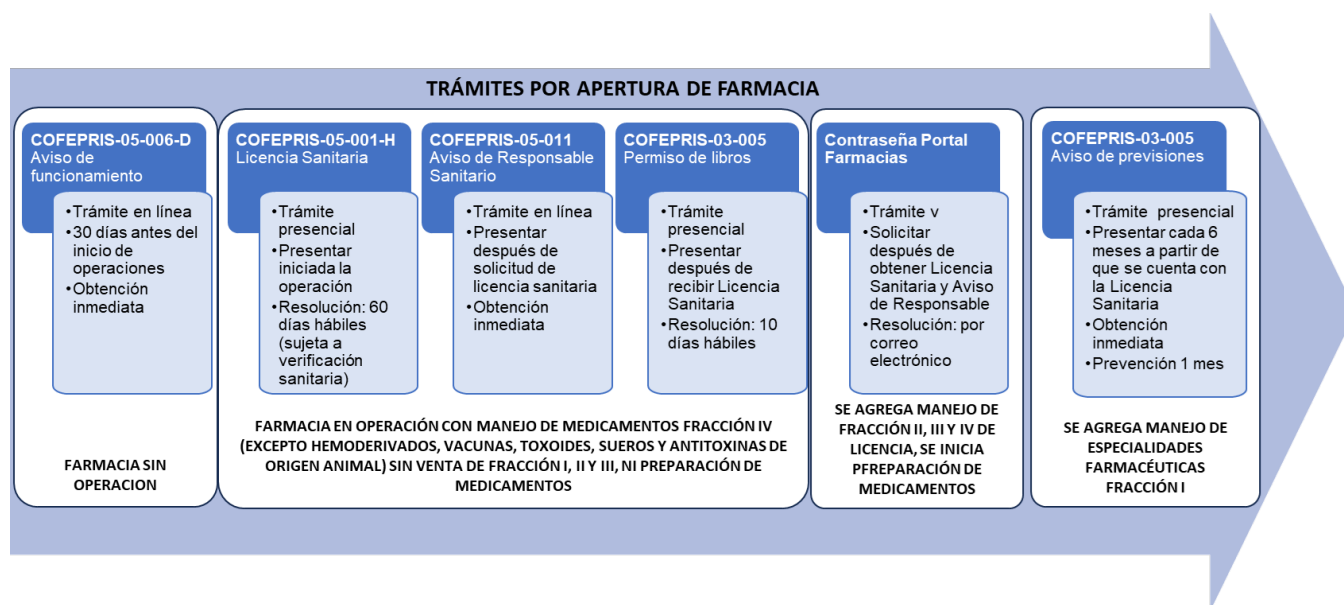 TRÁMITES POR APERTURA DE FARMACIA
COFEPRIS-05-006-D
Aviso de
funcionamiento
•Trámite en línea
•30 días antes del
inicio de
operaciones
•Obtención
inmediata
FARMACIA SIN
OPERACION
COFEPRIS-05-001-H
Licencia Sanitaria
•Trámite
presencial
•Presentar
iniciada la
operación
•Resolución: 60
días hábiles
(sujeta a
verificación
sanitaria)
COFEPRIS-05-011
Aviso de Responsable
Sanitario
•Trámite en línea
•Presentar
después de
solicitud de
licencia sanitaria
•Obtención
inmediata
COFEPRIS-03-005
Permiso de libros
•Trámite
presencial
•Presentar
después de
recibir Licencia
Sanitaria
•Resolución: 10
días hábiles
FARMACIA EN OPERACIÓN CON MANEJO DE MEDICAMENTOS FRACCIÓN IV
(EXCEPTO HEMODERIVADOS, VACUNAS, TOXOIDES, SUEROS Y ANTITOXINAS DE
ORIGEN ANIMAL) SIN VENTA DE FRACCIÓN I, II Y III, NI PREPARACIÓN DE
MEDICAMENTOS
Contraseña Portal
Farmacias
•Trámite v
•Solicitar
después de
obtener Licencia
Sanitaria y Aviso
de Responsable
•Resolución: por
correo
electrónico
SE AGREGA MANEJO DE
FRACCIÓN II, III Y IV DE
LICENCIA, SE INICIA
PFREPARACIÓN DE
MEDICAMENTOS
COFEPRIS-03-005
Aviso de previsiones
•Trámite presencial
•Presentar cada 6
meses a partir de
que se cuenta con
la Licencia
Sanitaria
•Obtención
inmediata
•Prevención 1 mes
SE AGREGA MANEJO DE
ESPECIALIDADES
FARMACÉUTICAS
FRACCIÓN I